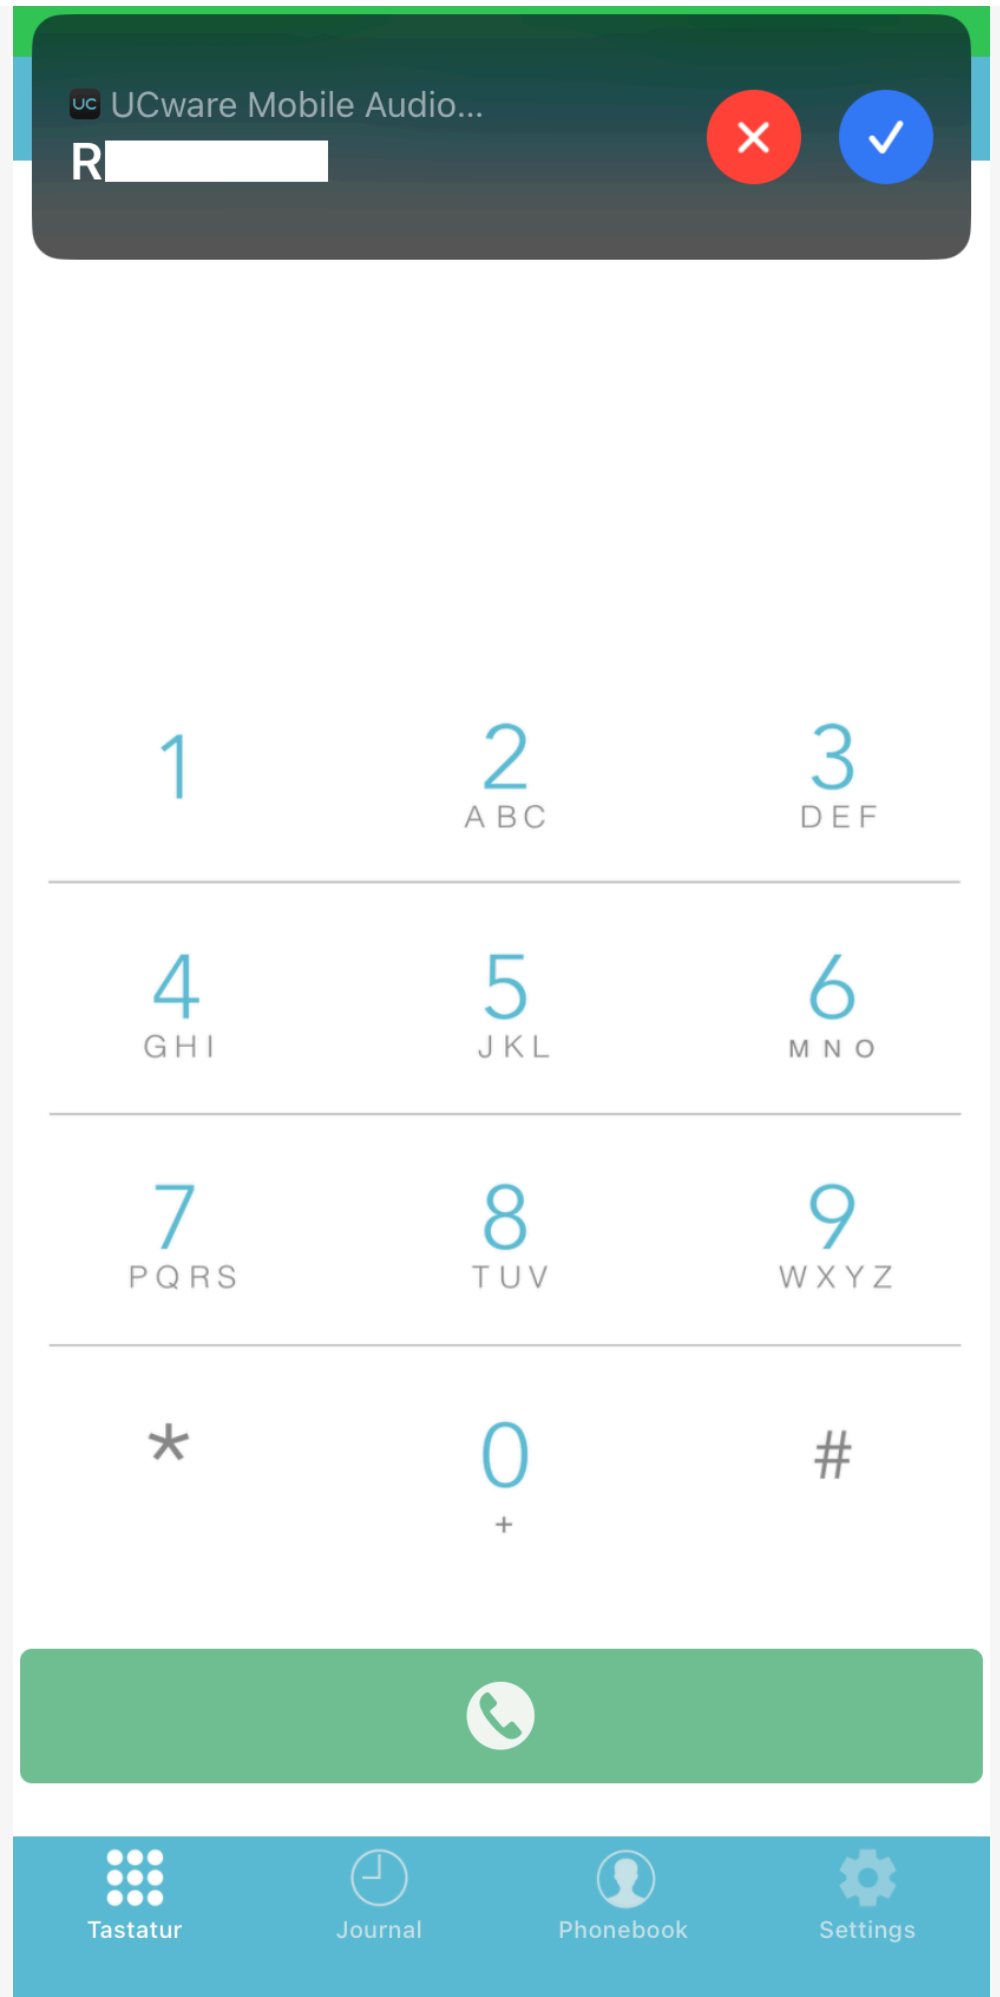 UC UCware Mobile Audio...
R
1 2 3
ABC DEF
4 5 6
GHI JKL MNO
7 8 9
PQRS TUV WXYZ
* 0 #
+
Tastatur Journal Phonebook Settings